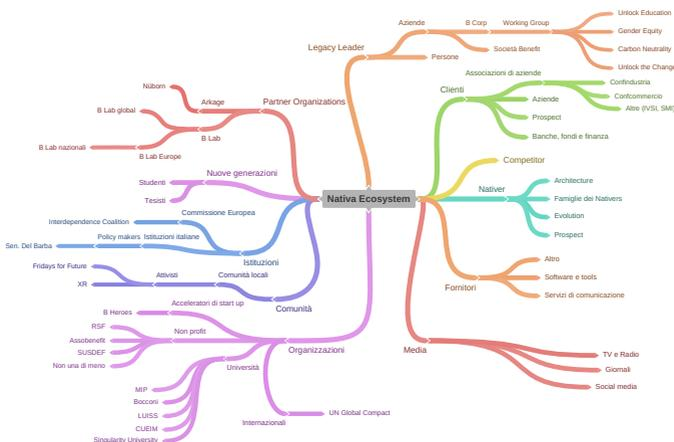 Nativa Ecosystem
Legacy Leader
Aziende
B Corp
Working Group
Unlock Education
Gender Equity
Carbon Neutrality
Unlock the Change
Società Benefit
Persone
Clienti
Associazioni di aziende
Confindustria
Confcommercio
Altro (IVSI, SMI
Aziende
Prospect
Banche, fondi e finanza
Competitor
Nativer
Architecture
Famiglie dei Nativers
Evolution
Prospect
Fornitori
Altro
Software e tools
Servizi di comunicazione
Media
TV e Radio
Giornali
Social media
Partner Organizations
Arkage
Nūborn
B Lab
B Lab global
B Lab Europe
B Lab nazionali
Nuove generazioni
Studenti
Tesisti
Istituzioni
Commissione Europea
Interdependence Coalition
Istituzioni italiane
Policy makers
Sen. Del Barba
Comunità
Comunità locali
Attivisti
Fridays for Future
XR
Organizzazioni
Acceleratori di start up
B Heroes
Non profit
RSF
Assobenefit
SUSDEF
Non una di meno
Università
MIP
Bocconi
LUISS
CUEIM
Singularity University
Internazionali
UN Global Compact